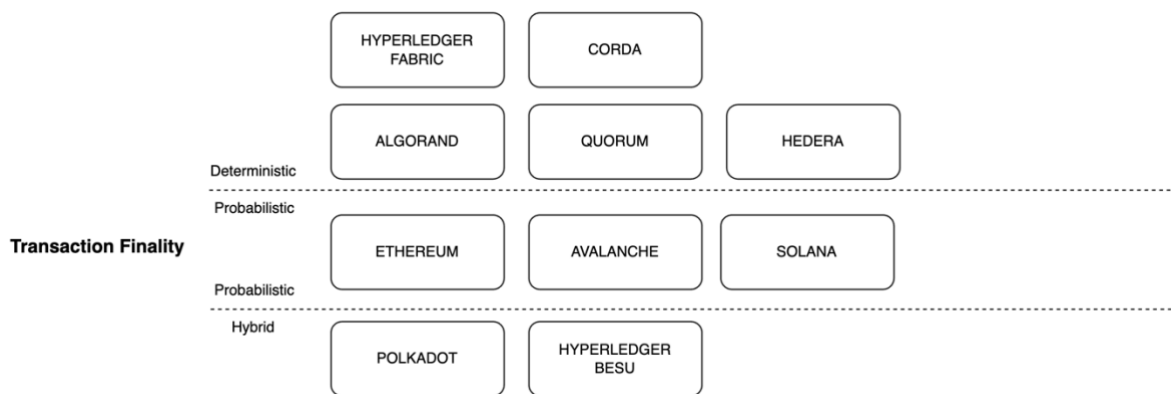 HYPERLEDGER
FABRIC
CORDA
ALGORAND
QUORUM
HEDERA
Deterministic
Probabilistic
Transaction Finality
ETHEREUM
AVALANCHE
SOLANA
Probabilistic
Hybrid
POLKADOT
HYPERLEDGER
BESU